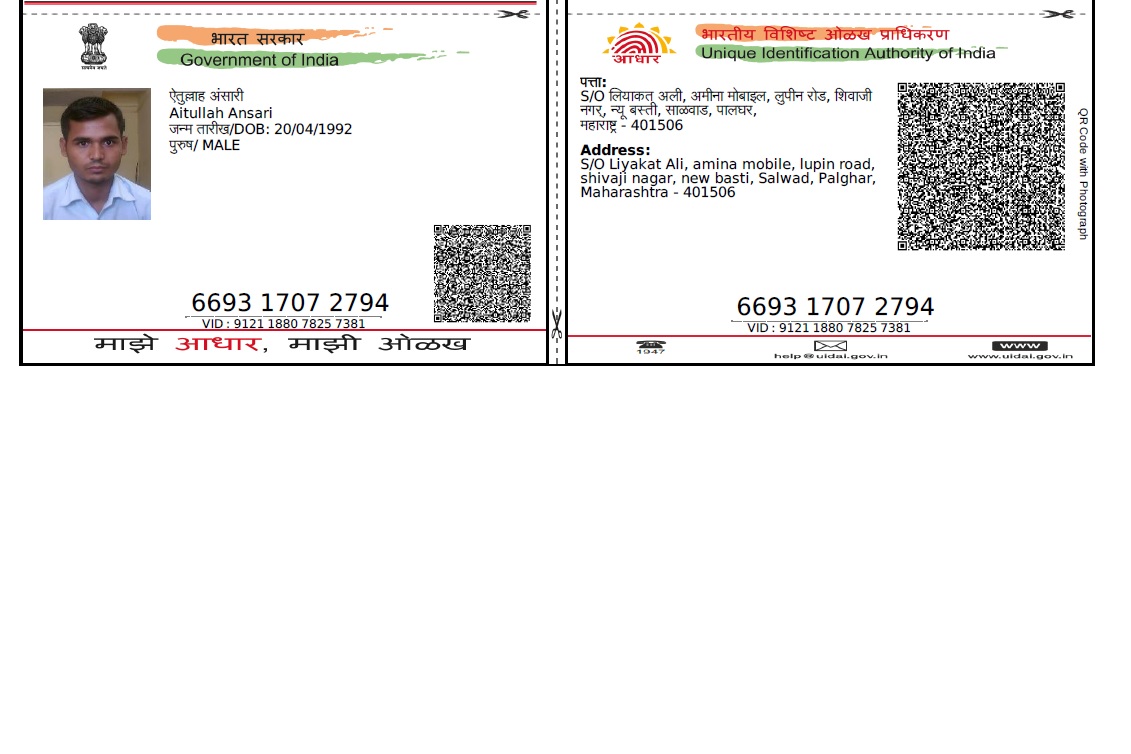 भारत सरकार
Government of India
ऐतुल्लाह अंसारी
Aitullah Ansari
जन्म तारीख/DOB: 20/04/1992
पुरुष/ MALE
6693 1707 2794
VID : 9121 1880 7825 7381
माझे आधार, माझी ओळख
भारतीय विशिष्ट ओळख प्राधिकरण
Unique Identification Authority of India
आधार
पत्ता:
S/O लियाकत अली, अमीना मोबाइल, लुपीन रोड, शिवाजी
नगर, न्यू बस्ती, साळवाड, पालघर,
महाराष्ट्र - 401506
Address:
S/O Liyakat Ali, amina mobile, lupin road,
shivaji nagar, new basti, Salwad, Palghar,
Maharashtra - 401506
QR Code with Photograph
6693 1707 2794
VID : 9121 1880 7825 7381
1947
help@uidai.gov.in
www
www.uidai.gov.in